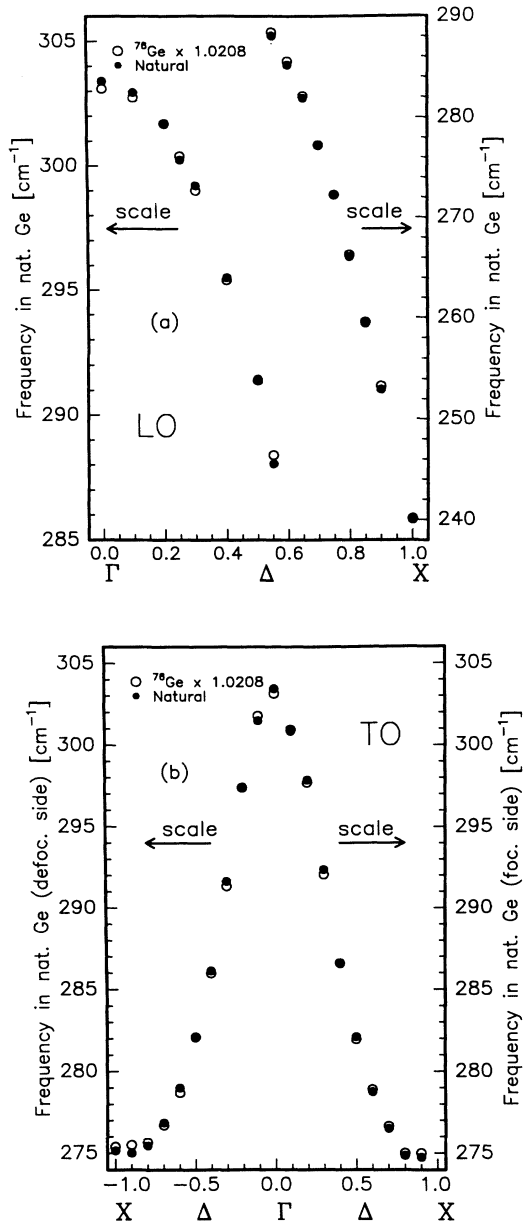 ⁷⁶Ge x 1.0208
Natural
Frequency in nat. Ge [cm⁻¹]
305
300
295
290
285
scale
scale
(a)
LO
290
280
270
260
250
240
Frequency in nat. Ge [cm⁻¹]
0.0 0.2 0.4 0.6 0.8 1.0
Γ Δ X
⁷⁶Ge x 1.0208
Natural
TO
(b)
scale
scale
Frequency in nat. Ge (defoc. side) [cm⁻¹]
305
300
295
290
285
280
275
305
300
295
290
285
280
275
Frequency in nat. Ge (foc. side) [cm⁻¹]
−1.0 −0.5 0.0 0.5 1.0
X Δ Γ Δ X